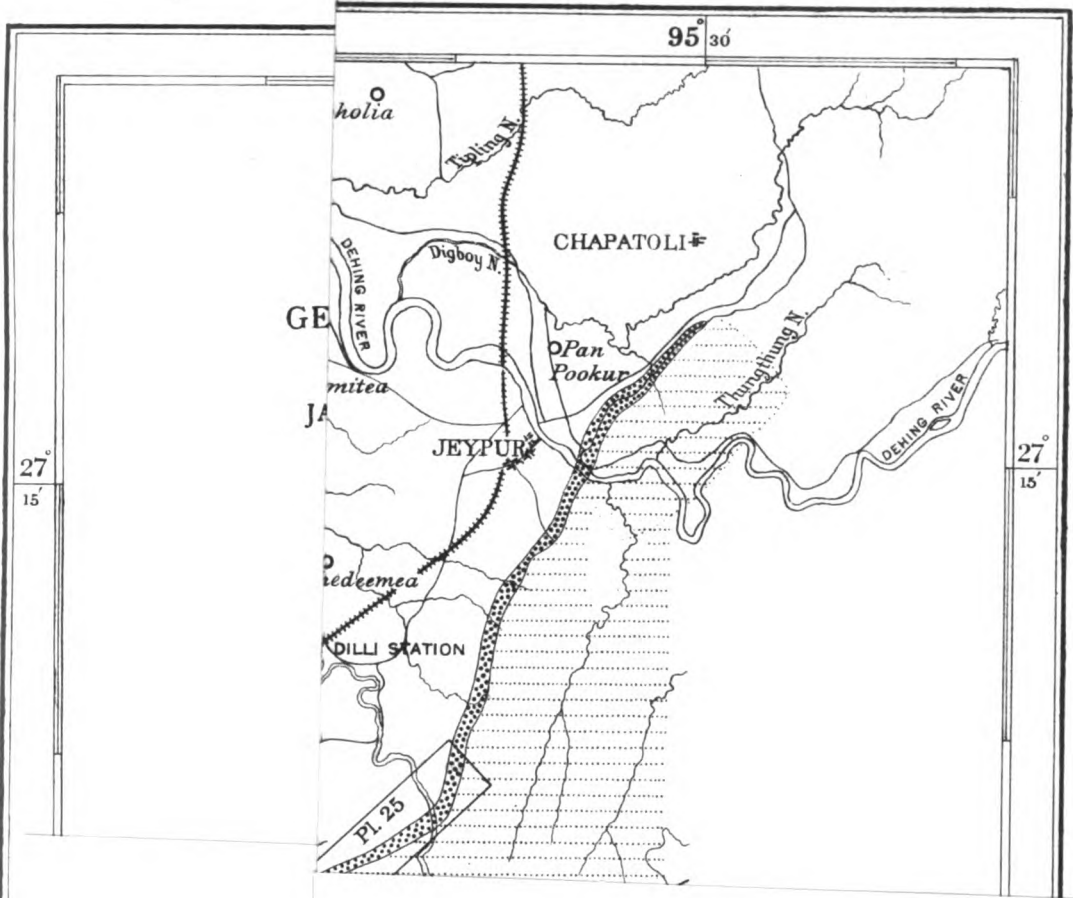 95° 30'
holia
Tipling N.
DEHING RIVER
Digboy N.
CHAPATOLI
GE
Pan
Pookur
Thungthung N.
mitea
JA
JEYPUR
DEHING RIVER
27°
15'
27°
15'
nedeemea
DILLI STATION
Pl. 25